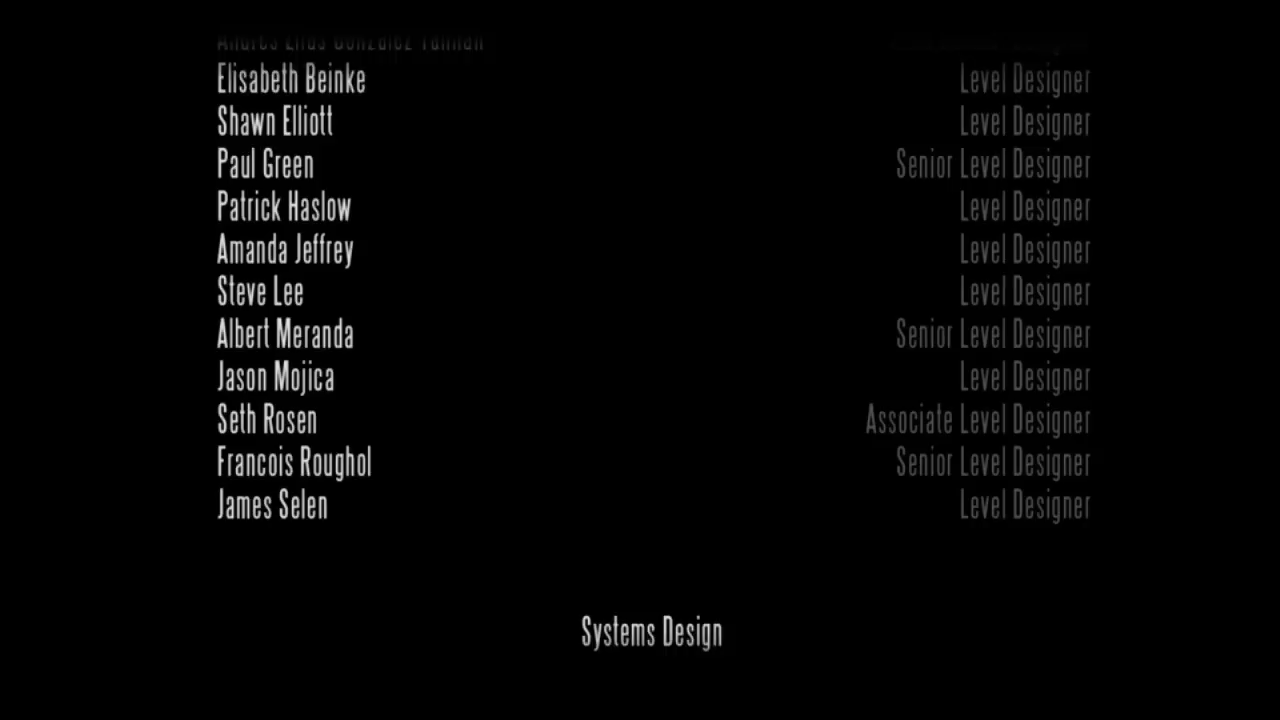 Elisabeth Beinke Level Designer
Shawn Elliott Level Designer
Paul Green Senior Level Designer
Patrick Haslow Level Designer
Amanda Jeffrey Level Designer
Steve Lee Level Designer
Albert Meranda Senior Level Designer
Jason Mojica Level Designer
Seth Rosen Associate Level Designer
Francois Roughol Senior Level Designer
James Selen Level Designer
Systems Design